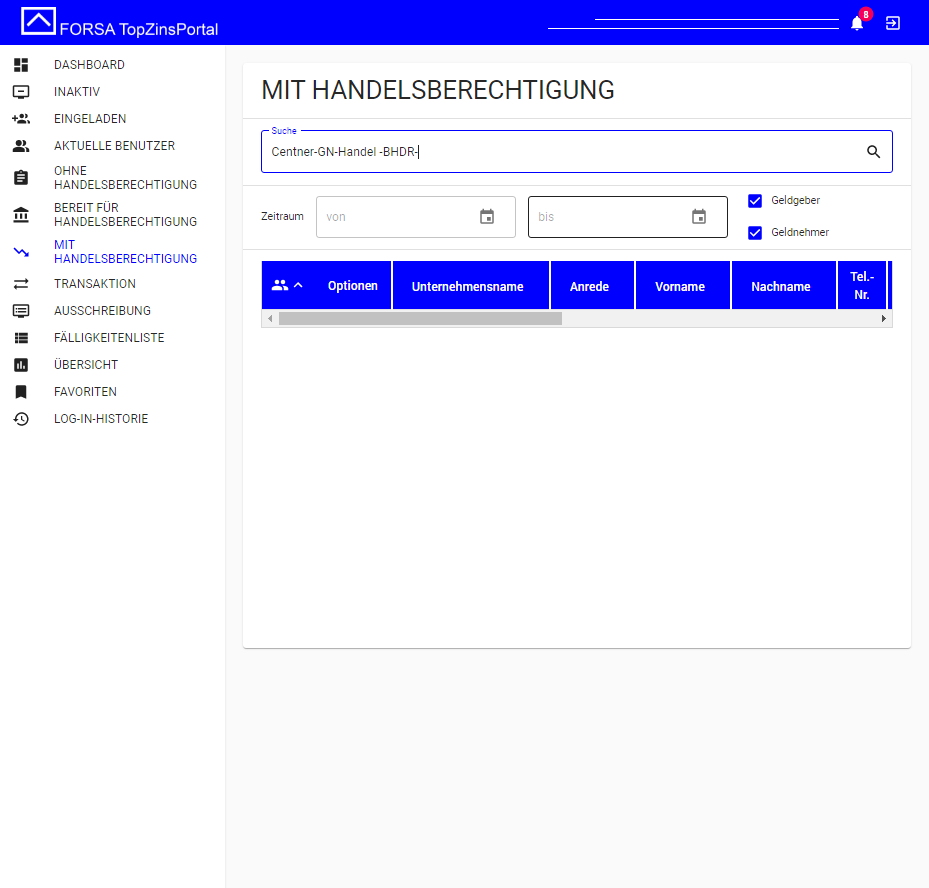 FORSA TopZinsPortal
8
DASHBOARD
INAKTIV
EINGELADEN
AKTUELLE BENUTZER
OHNE
HANDELSBERECHTIGUNG
BEREIT FÜR
HANDELSBERECHTIGUNG
MIT
HANDELSBERECHTIGUNG
TRANSAKTION
AUSSCHREIBUNG
FÄLLIGKEITENLISTE
ÜBERSICHT
FAVORITEN
LOG-IN-HISTORIE
MIT HANDELSBERECHTIGUNG
Suche
Centner-GN-Handel -BHDR-
Zeitraum
von
bis
Geldgeber
Geldnehmer
Optionen
Unternehmensname
Anrede
Vorname
Nachname
Tel.-
Nr.